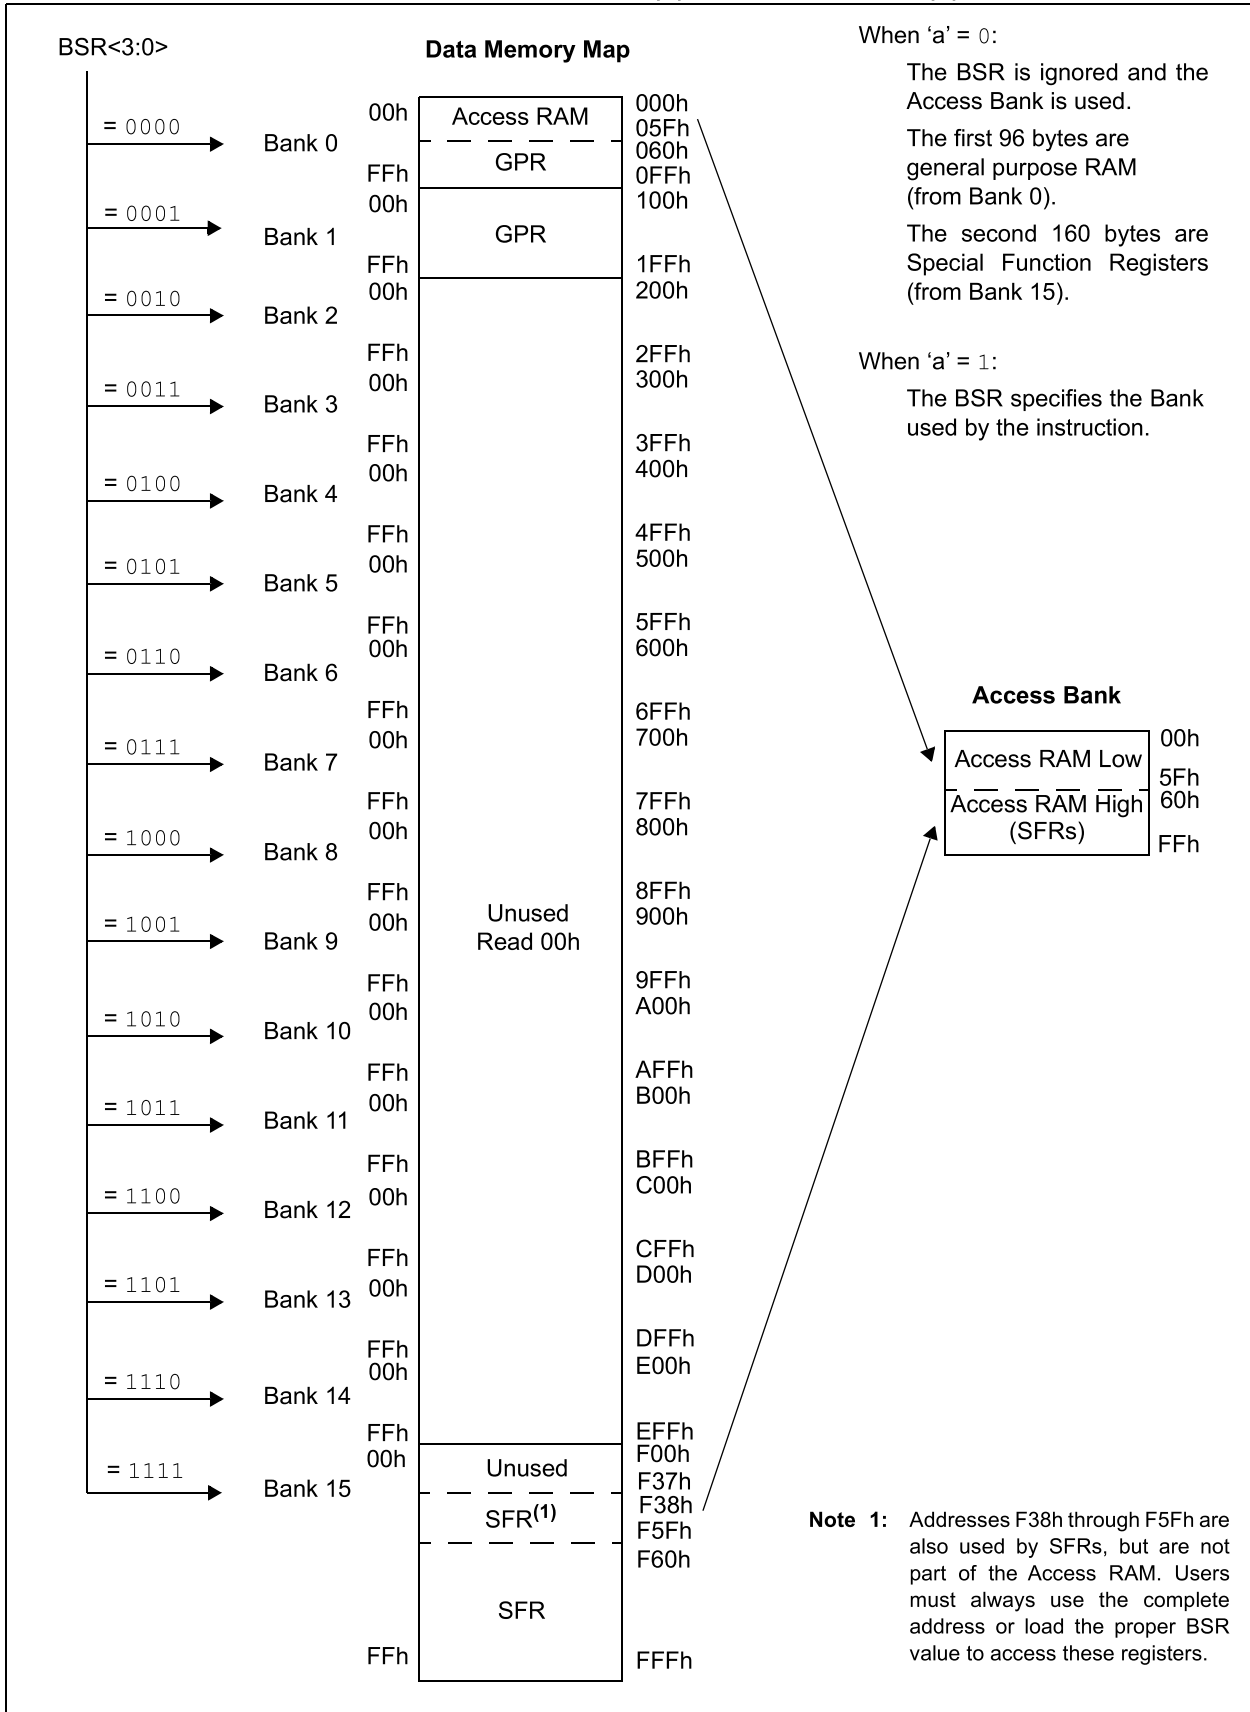 BSR<3:0>
Data Memory Map
When ‘a’ = 0:
The BSR is ignored and the
Access Bank is used.
The first 96 bytes are
general purpose RAM
(from Bank 0).
The second 160 bytes are
Special Function Registers
(from Bank 15).
When ‘a’ = 1:
The BSR specifies the Bank
used by the instruction.
= 0000
Bank 0
00h
FFh
Access RAM
GPR
000h
05Fh
060h
0FFh
= 0001
Bank 1
00h
FFh
GPR
100h
1FFh
= 0010
Bank 2
00h
FFh
200h
2FFh
= 0011
Bank 3
00h
FFh
300h
3FFh
= 0100
Bank 4
00h
FFh
400h
4FFh
= 0101
Bank 5
00h
FFh
500h
5FFh
= 0110
Bank 6
00h
FFh
600h
6FFh
= 0111
Bank 7
00h
FFh
700h
7FFh
= 1000
Bank 8
00h
FFh
800h
8FFh
= 1001
Bank 9
00h
FFh
Unused
Read 00h
900h
9FFh
= 1010
Bank 10
00h
FFh
A00h
AFFh
= 1011
Bank 11
00h
FFh
B00h
BFFh
= 1100
Bank 12
00h
FFh
C00h
CFFh
= 1101
Bank 13
00h
FFh
D00h
DFFh
= 1110
Bank 14
00h
FFh
E00h
EFFh
= 1111
Bank 15
00h
FFh
Unused
SFR(1)
SFR
F00h
F37h
F38h
F5Fh
F60h
FFFh
Access Bank
Access RAM Low
Access RAM High
(SFRs)
00h
5Fh
60h
FFh
Note 1: Addresses F38h through F5Fh are
also used by SFRs, but are not
part of the Access RAM. Users
must always use the complete
address or load the proper BSR
value to access these registers.